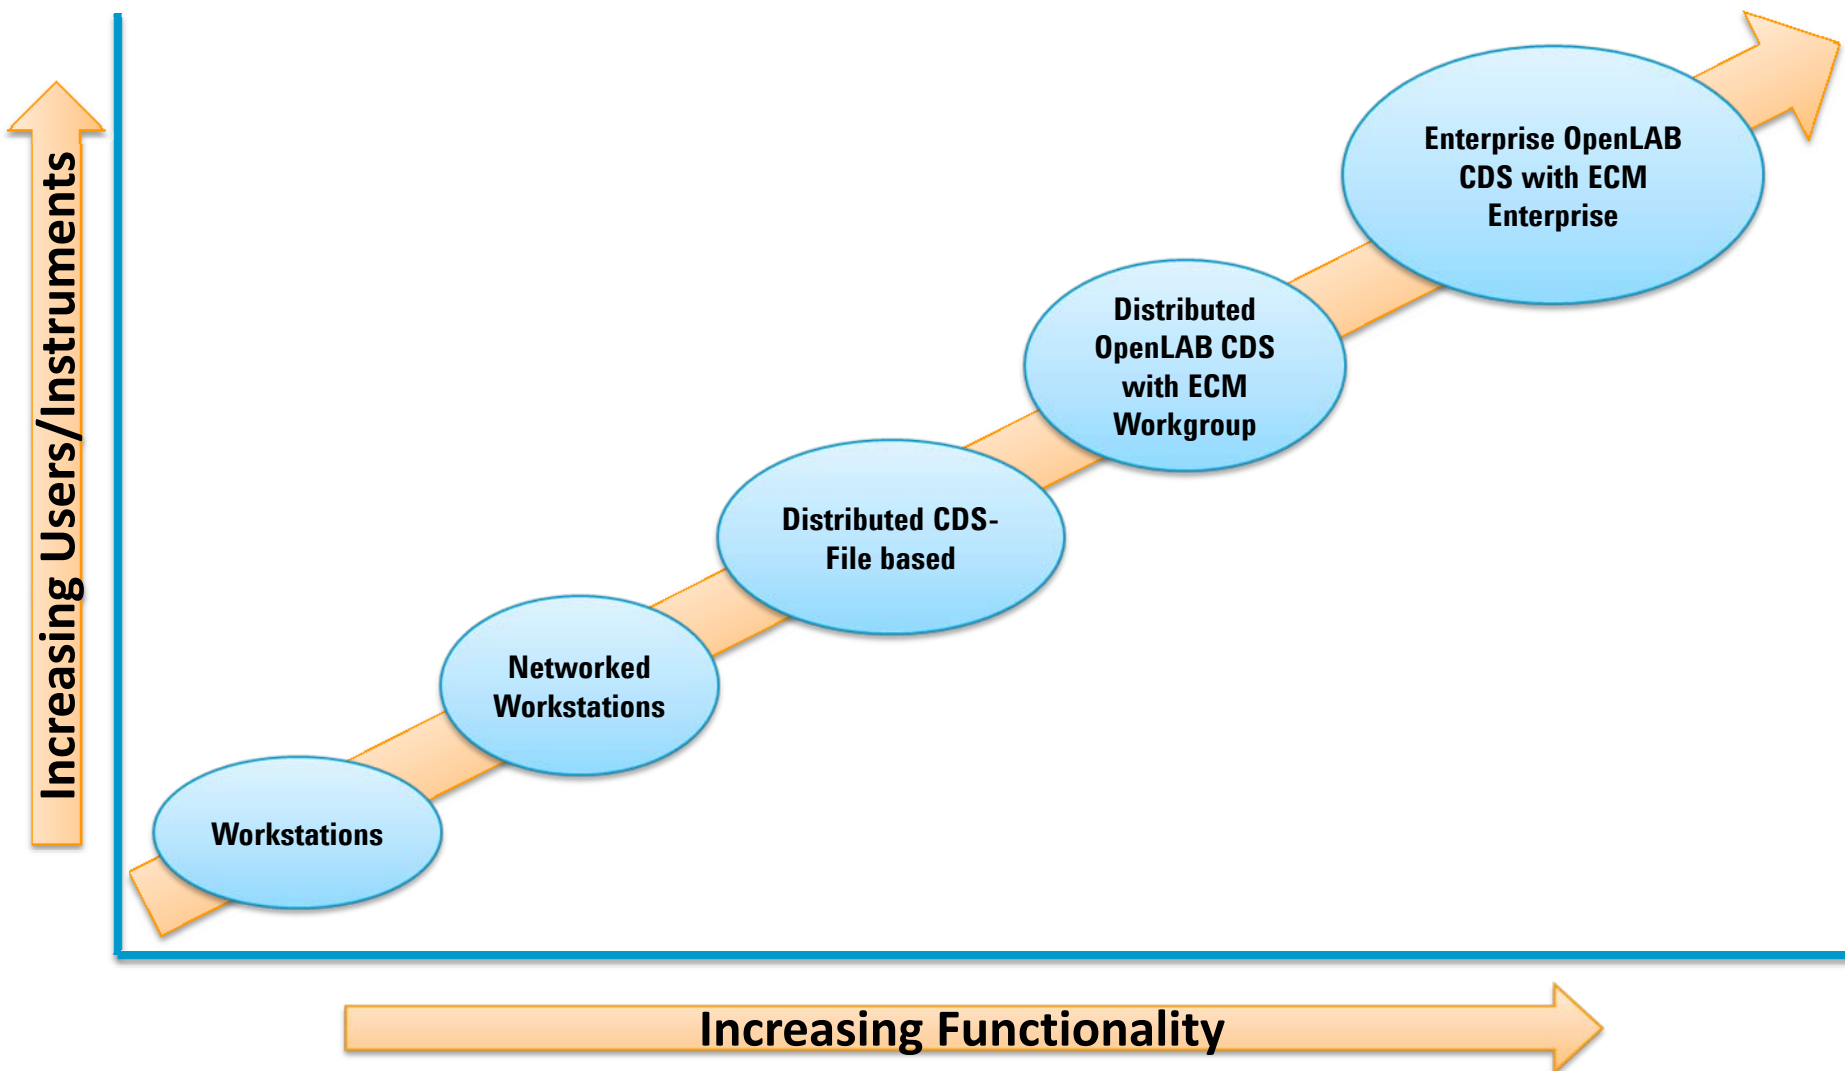 Increasing Users/Instruments
Enterprise OpenLAB
CDS with ECM
Enterprise
Distributed
OpenLAB CDS
with ECM
Workgroup
Distributed CDS-
File based
Networked
Workstations
Workstations
Increasing Functionality